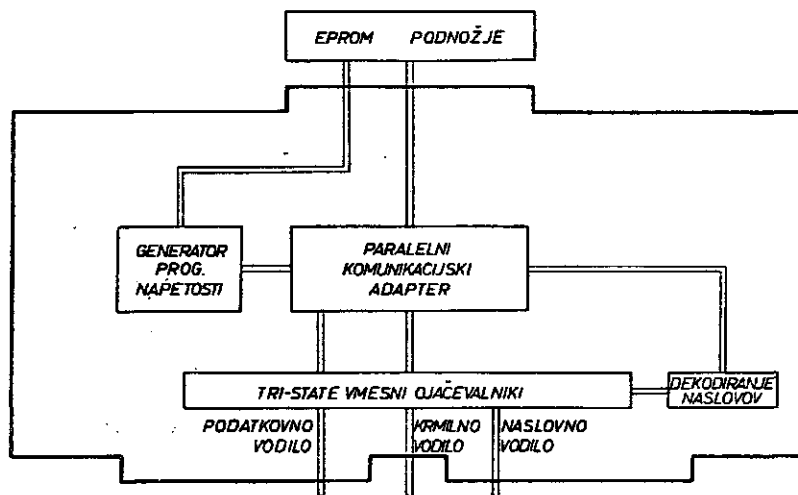 EPROM PODNOŽJE
GENERATOR
PROG.
NAPETOSTI
PARALELNI
KOMUNIKACIJSKI
ADAPTER
TRI-STATE VMESNI OJAČEVALNIKI
DEKODIRANJE
NASLOVOV
PODATKOVNO
VODILO
KRMILNO
VODILO
NASLOVNO
VODILO